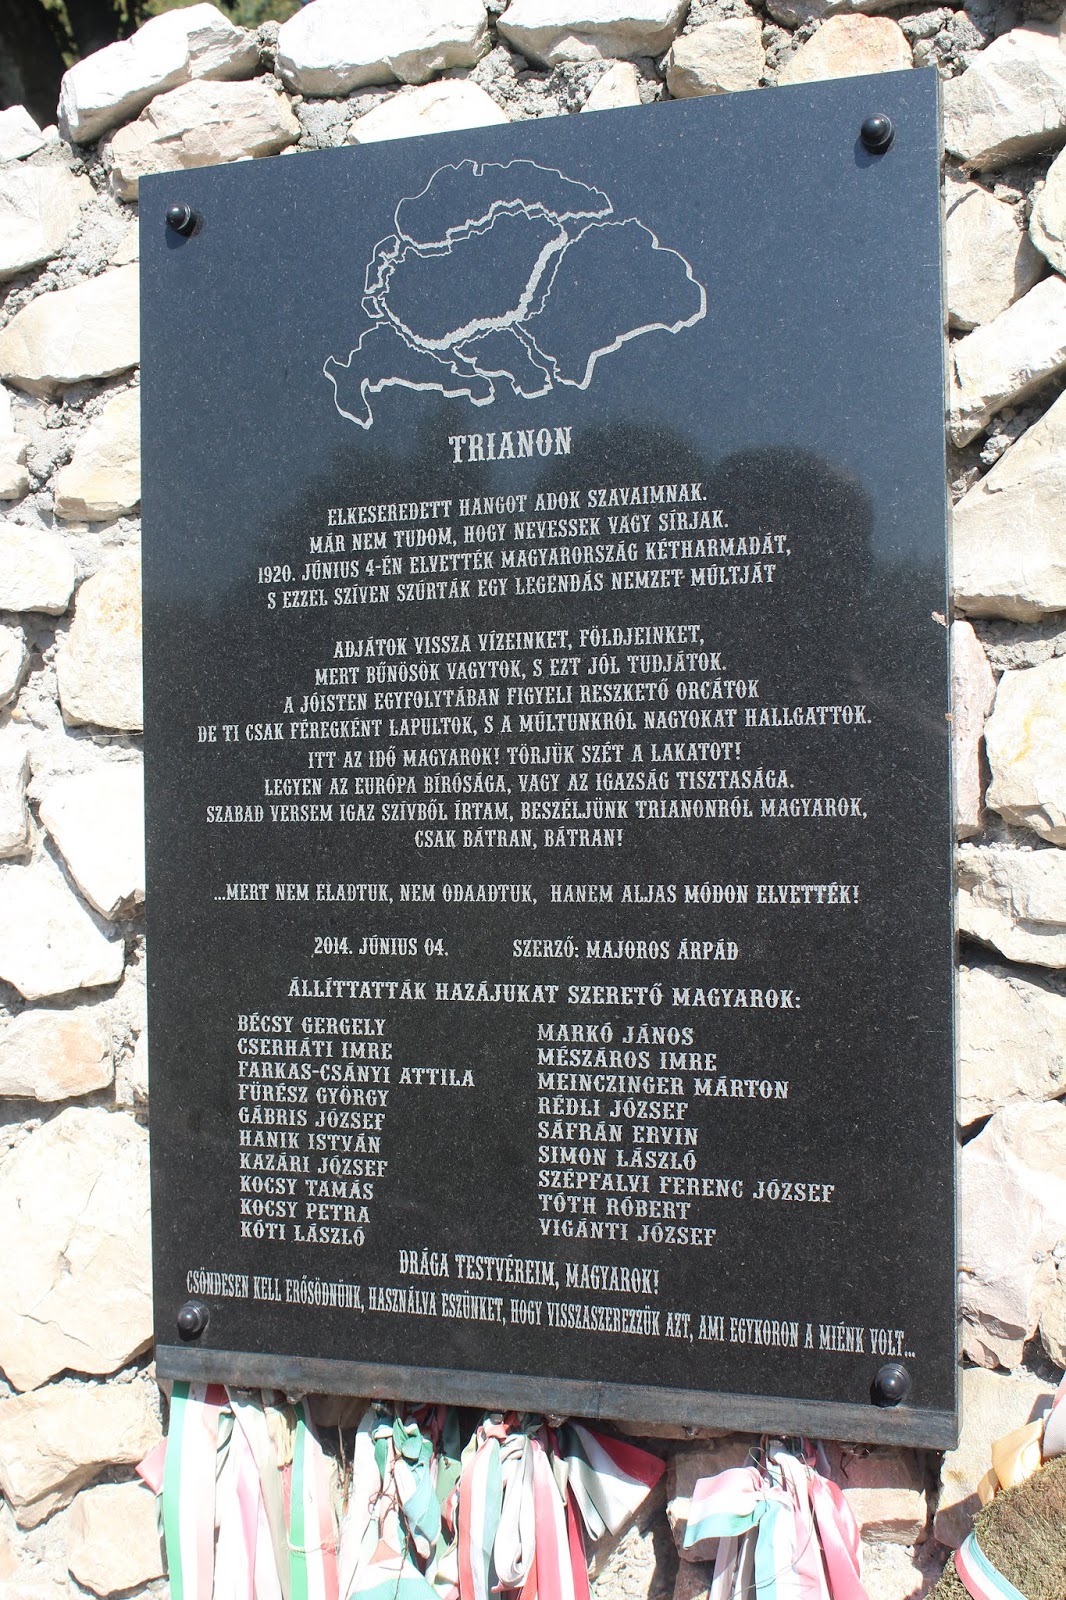 TRIANON
ELKESEREDETT HANGOT ADOK SZAVAIMNAK.
MÁR NEM TUDOM, HOGY NEVESSEK VAGY SÍRJAK.
1920. JÚNIUS 4-ÉN ELVETTÉK MAGYARORSZÁG KÉTHARMADÁT,
S EZZEL SZÍVEN SZÚRTÁK EGY LEGENDÁS NEMZET MÚLTJÁT
ADJÁTOK VISSZA VÍZEINKET, FÖLDJEINKET,
MERT BŰNÖSÖK VAGYTOK, S EZT JÓL TUDJÁTOK.
A JÓISTEN EGYFOLYTÁBAN FIGYELI RESZKETŐ ORCÁTOK
DE TI CSAK FÉREGKÉNT LAPULTOK, S A MÚLTUNKRÓL NAGYOKAT HALLGATTOK.
ITT AZ IDŐ MAGYAROK! TÖRJÜK SZÉT A LAKATOT!
LEGYEN AZ EURÓPA BÍRÓSÁGA, VAGY AZ IGAZSÁG TISZTASÁGA.
SZABAD VERSEM IGAZ SZÍVBŐL ÍRTAM, BESZÉLJÜNK TRIANONRÓL MAGYAROK,
CSAK BÁTRAN, BÁTRAN!
...MERT NEM ELADTUK, NEM ODAADTUK, HANEM ALJAS MÓDON ELVETTÉK!
2014. JÚNIUS 04. SZERZŐ: MAJOROS ÁRPÁD
ÁLLÍTTATTÁK HAZÁJUKAT SZERETŐ MAGYAROK:
BÉCSY GERGELY
CSERHÁTI IMRE
FARKAS-CSÁNYI ATTILA
FÜRÉSZ GYÖRGY
GÁBRIS JÓZSEF
HANIK ISTVÁN
KAZÁRI JÓZSEF
KOCSY TAMÁS
KOCSY PETRA
KÓTI LÁSZLÓ
MARKÓ JÁNOS
MÉSZÁROS IMRE
MEINCZINGER MÁRTON
RÉDLI JÓZSEF
SÁFRÁN ERVIN
SIMON LÁSZLÓ
SZÉPFALVI FERENC JÓZSEF
TÓTH RÓBERT
VIGÁNTI JÓZSEF
DRÁGA TESTVÉREIM, MAGYAROK!
CSÖNDESEN KELL ERŐSÖDNÜNK, HASZNÁLVA ESZÜNKET, HOGY VISSZASZEREZZÜK AZT, AMI EGYKORON A MIÉNK VOLT...